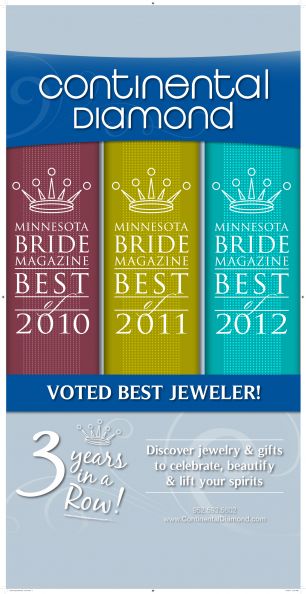 continental
DIAMOND
MINNESOTA
BRIDE
MAGAZINE
BEST
of
2010
MINNESOTA
BRIDE
MAGAZINE
BEST
of
2011
MINNESOTA
BRIDE
MAGAZINE
BEST
of
2012
VOTED BEST JEWELER!
3 years
in a
Row!
Discover jewelry & gifts
to celebrate, beautify
& lift your spirits
www.ContinentalDiamond.com